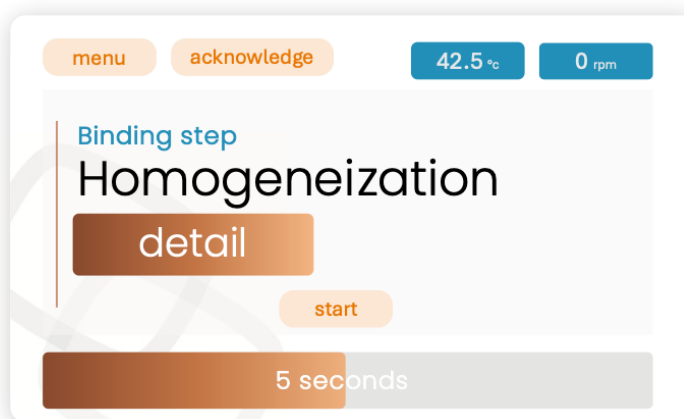 menu acknowledge 42.5 °c 0 rpm
Binding step
Homogeneization
detail
start
5 seconds